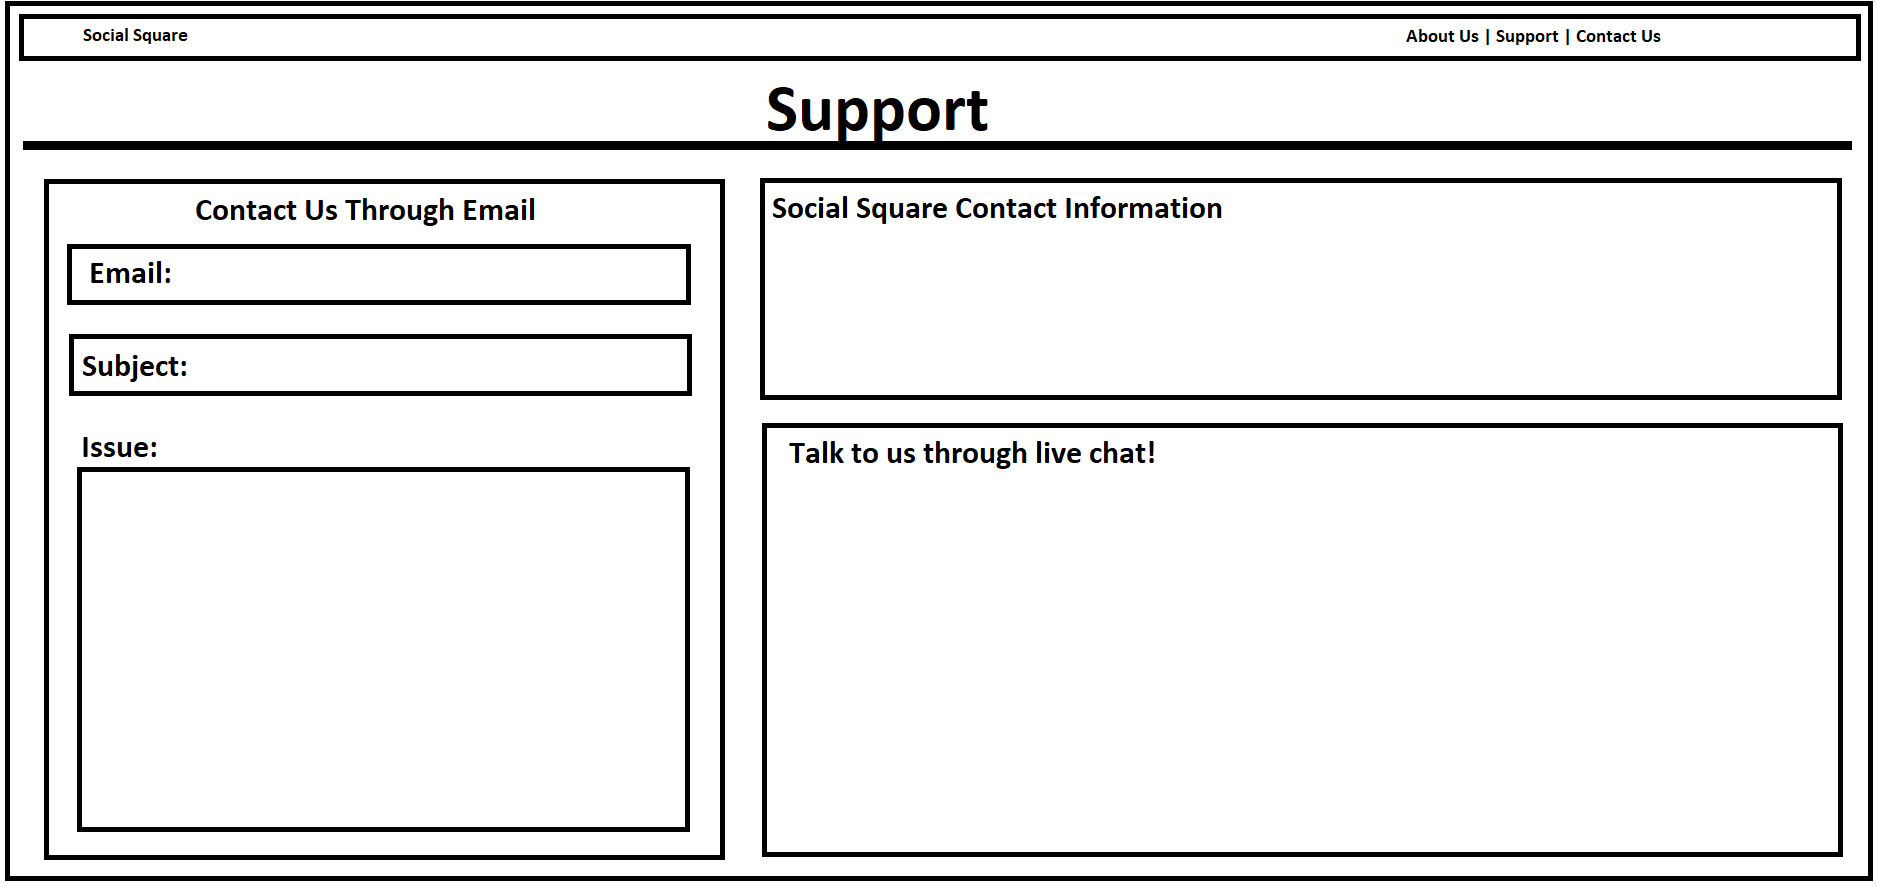 Social Square
About Us | Support | Contact Us
Support
Contact Us Through Email
Email:
Subject:
Issue:
Social Square Contact Information
Talk to us through live chat!